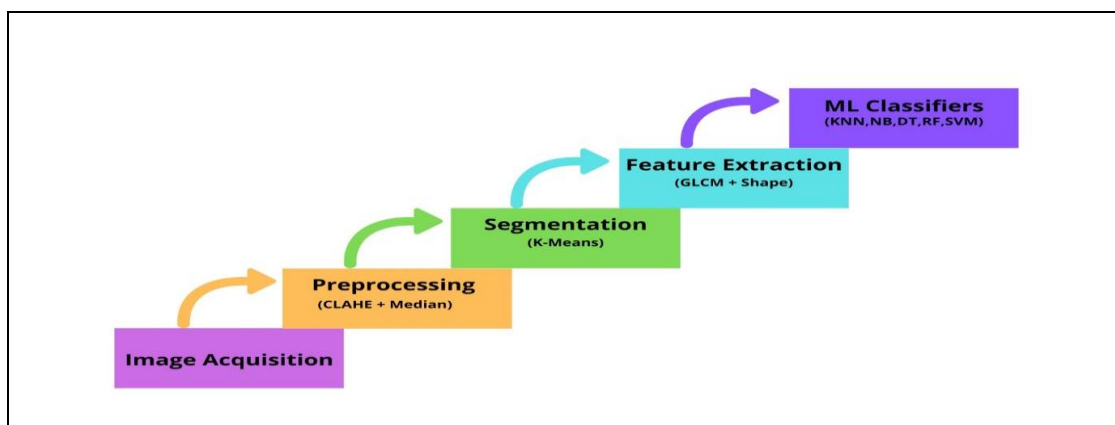 ML Classifiers
(KNN,NB,DT,RF,SVM)
Feature Extraction
(GLCM + Shape)
Segmentation
(K-Means)
Preprocessing
(CLAHE + Median)
Image Acquisition